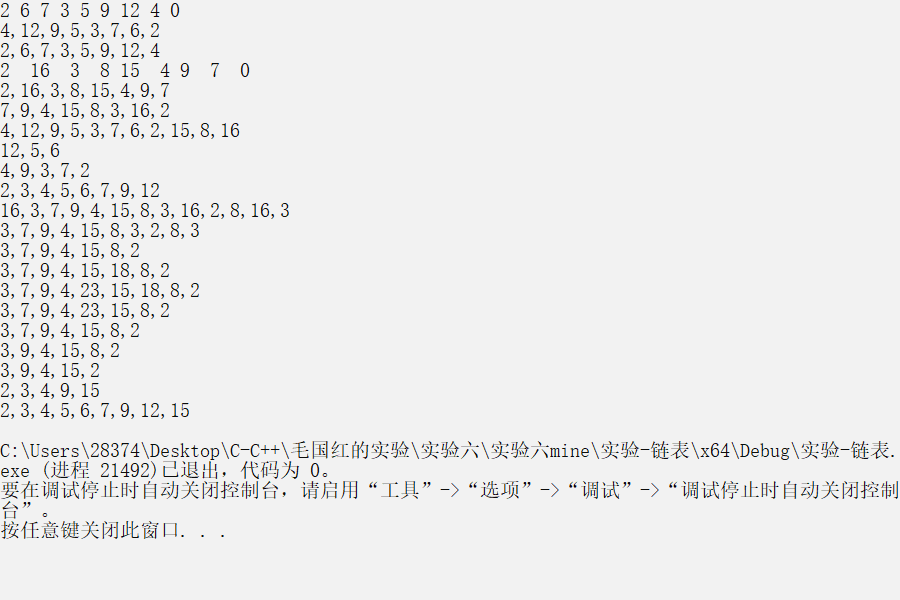 2 6 7 3 5 9 12 4 0
4,12,9,5,3,7,6,2
2,6,7,3,5,9,12,4
2  16  3  8 15  4 9  7  0
2,16,3,8,15,4,9,7
7,9,4,15,8,3,16,2
4,12,9,5,3,7,6,2,15,8,16
12,5,6
4,9,3,7,2
2,3,4,5,6,7,9,12
16,3,7,9,4,15,8,3,16,2,8,16,3
3,7,9,4,15,8,3,2,8,3
3,7,9,4,15,8,2
3,7,9,4,15,18,8,2
3,7,9,4,23,15,18,8,2
3,7,9,4,23,15,8,2
3,7,9,4,15,8,2
3,9,4,15,8,2
3,9,4,15,2
2,3,4,9,15
2,3,4,5,6,7,9,12,15
C:\Users\28374\Desktop\C-C++\毛国红的实验\实验六\实验六mine\实验-链表\x64\Debug\实验-链表.
exe (进程 21492)已退出，代码为 0。
要在调试停止时自动关闭控制台，请启用“工具”->“选项”->“调试”->“调试停止时自动关闭控制
台”。
按任意键关闭此窗口. . .